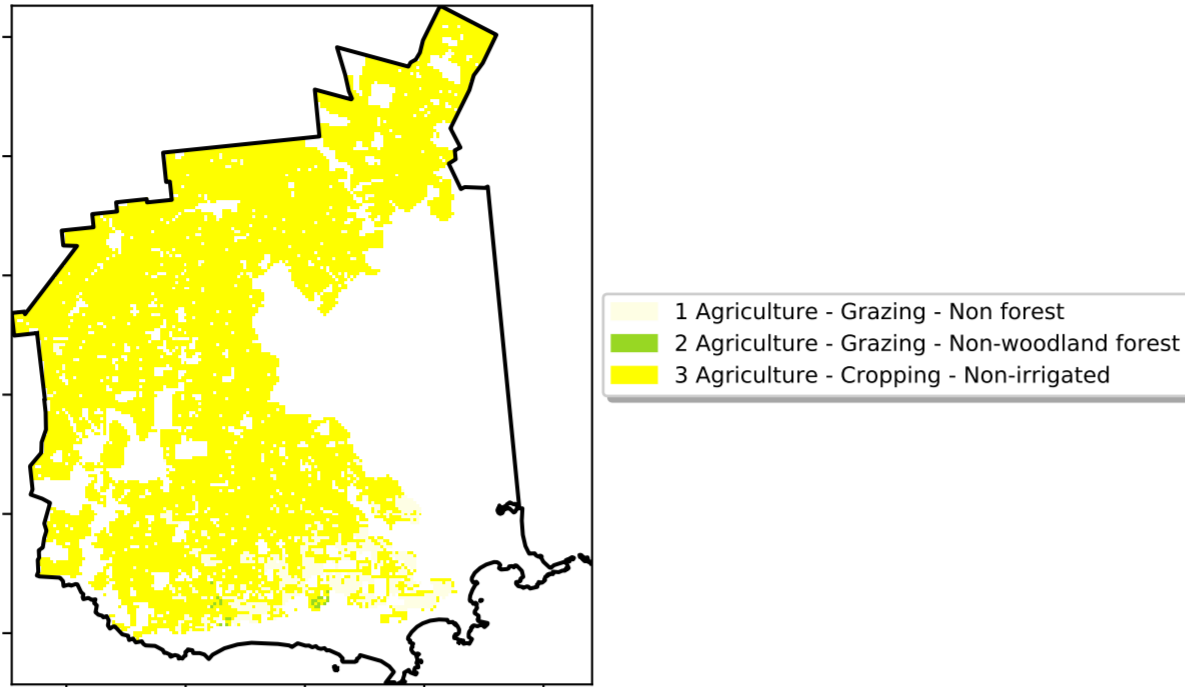 1 Agriculture - Grazing - Non forest
2 Agriculture - Grazing - Non-woodland forest
3 Agriculture - Cropping - Non-irrigated